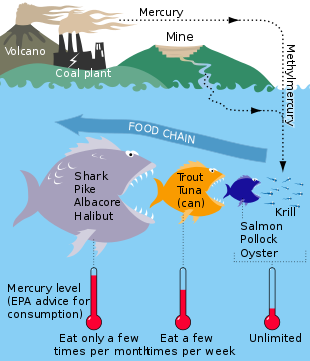 Mercury
Volcano
Mine
Coal plant
Methylmercury
FOOD CHAIN
Shark
Pike
Albacore
Halibut
Trout
Tuna
(can)
Krill
Salmon
Pollock
Oyster
Mercury level
(EPA advice for
consumption)
Eat only a few
times per month
Eat a few
times per week
Unlimited